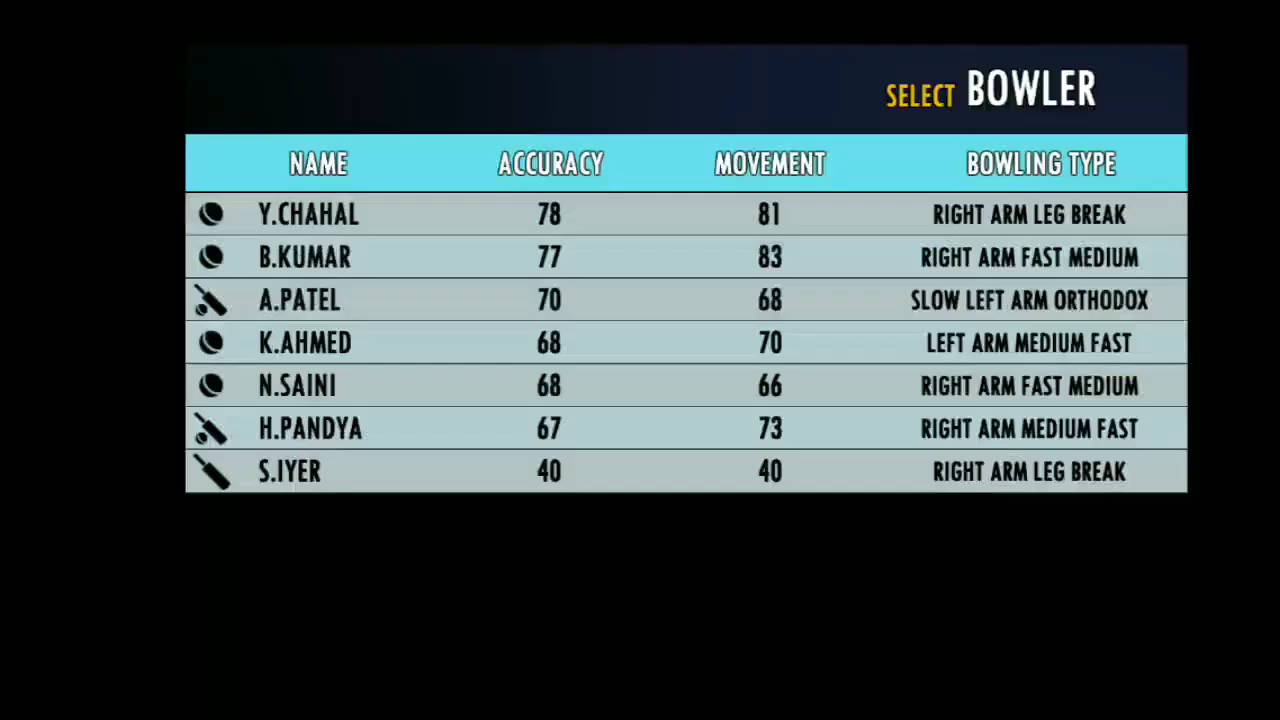 SELECT BOWLER
NAME ACCURACY MOVEMENT BOWLING TYPE
Y.CHAHAL 78 81 RIGHT ARM LEG BREAK
B.KUMAR 77 83 RIGHT ARM FAST MEDIUM
A.PATEL 70 68 SLOW LEFT ARM ORTHODOX
K.AHMED 68 70 LEFT ARM MEDIUM FAST
N.SAINI 68 66 RIGHT ARM FAST MEDIUM
H.PANDYA 67 73 RIGHT ARM MEDIUM FAST
S.IYER 40 40 RIGHT ARM LEG BREAK